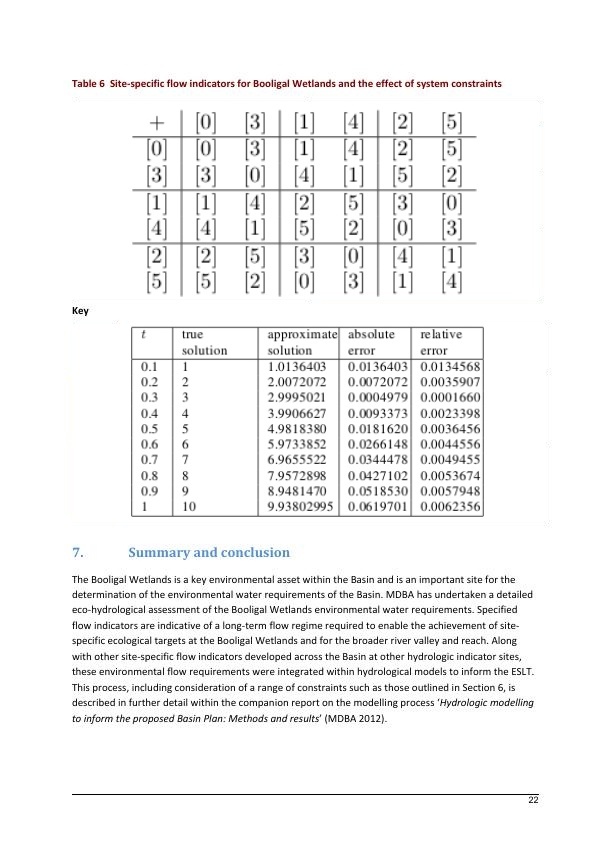 Table 6  Site-specific flow indicators for Booligal Wetlands and the effect of system constraints
+ [0] [3] [1] [4] [2] [5]
[0] [0] [3] [1] [4] [2] [5]
[3] [3] [0] [4] [1] [5] [2]
[1] [1] [4] [2] [5] [3] [0]
[4] [4] [1] [5] [2] [0] [3]
[2] [2] [5] [3] [0] [4] [1]
[5] [5] [2] [0] [3] [1] [4]
Key
t true approximate absolute relative
solution solution error error
0.1 1 1.0136403 0.0136403 0.0134568
0.2 2 2.0072072 0.0072072 0.0035907
0.3 3 2.9995021 0.0004979 0.0001660
0.4 4 3.9906627 0.0093373 0.0023398
0.5 5 4.9818380 0.0181620 0.0036456
0.6 6 5.9733852 0.0266148 0.0044556
0.7 7 6.9655522 0.0344478 0.0049455
0.8 8 7.9572898 0.0427102 0.0053674
0.9 9 8.9481470 0.0518530 0.0057948
1 10 9.93802995 0.0619701 0.0062356
7. Summary and conclusion
The Booligal Wetlands is a key environmental asset within the Basin and is an important site for the
determination of the environmental water requirements of the Basin. MDBA has undertaken a detailed
eco-hydrological assessment of the Booligal Wetlands environmental water requirements. Specified
flow indicators are indicative of a long-term flow regime required to enable the achievement of site-
specific ecological targets at the Booligal Wetlands and for the broader river valley and reach. Along
with other site-specific flow indicators developed across the Basin at other hydrologic indicator sites,
these environmental flow requirements were integrated within hydrological models to inform the ESLT.
This process, including consideration of a range of constraints such as those outlined in Section 6, is
described in further detail within the companion report on the modelling process 'Hydrologic modelling
to inform the proposed Basin Plan: Methods and results' (MDBA 2012).
22